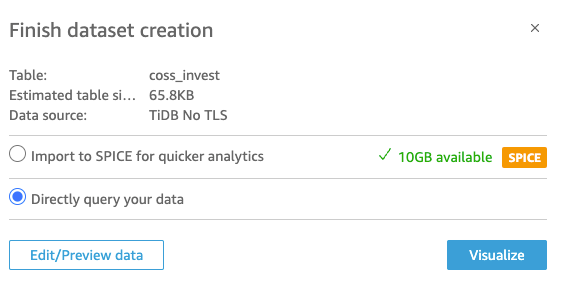 Finish dataset creation
Table: coss_invest
Estimated table si... 65.8KB
Data source: TiDB No TLS
Import to SPICE for quicker analytics 10GB available SPICE
Directly query your data
Edit/Preview data Visualize